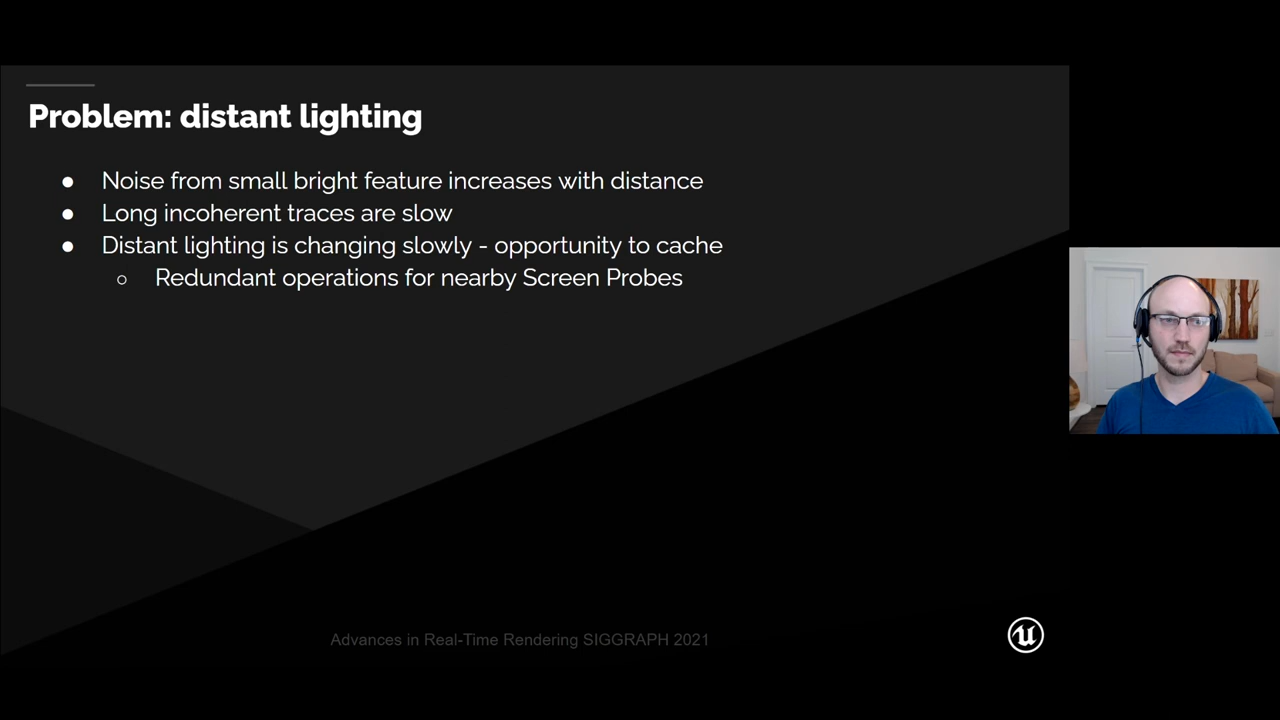 Problem: distant lighting
● Noise from small bright feature increases with distance
● Long incoherent traces are slow
● Distant lighting is changing slowly - opportunity to cache
○ Redundant operations for nearby Screen Probes
Advances in Real-Time Rendering SIGGRAPH 2021